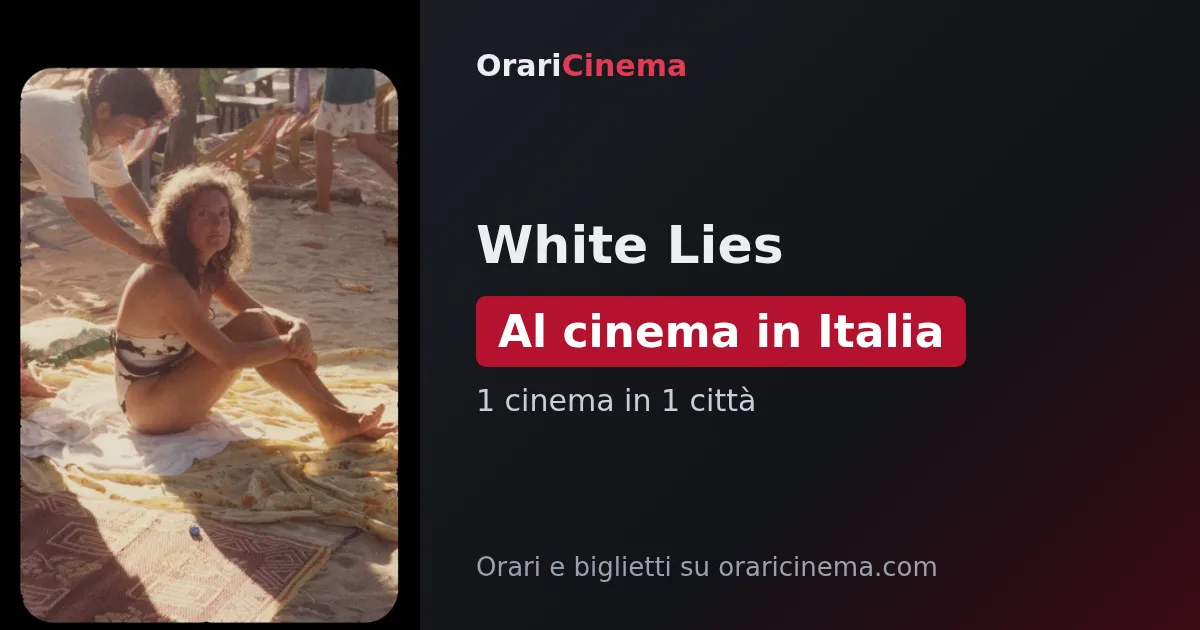 OrariCinema
White Lies
Al cinema in Italia
1 cinema in 1 città
Orari e biglietti su oraricinema.com